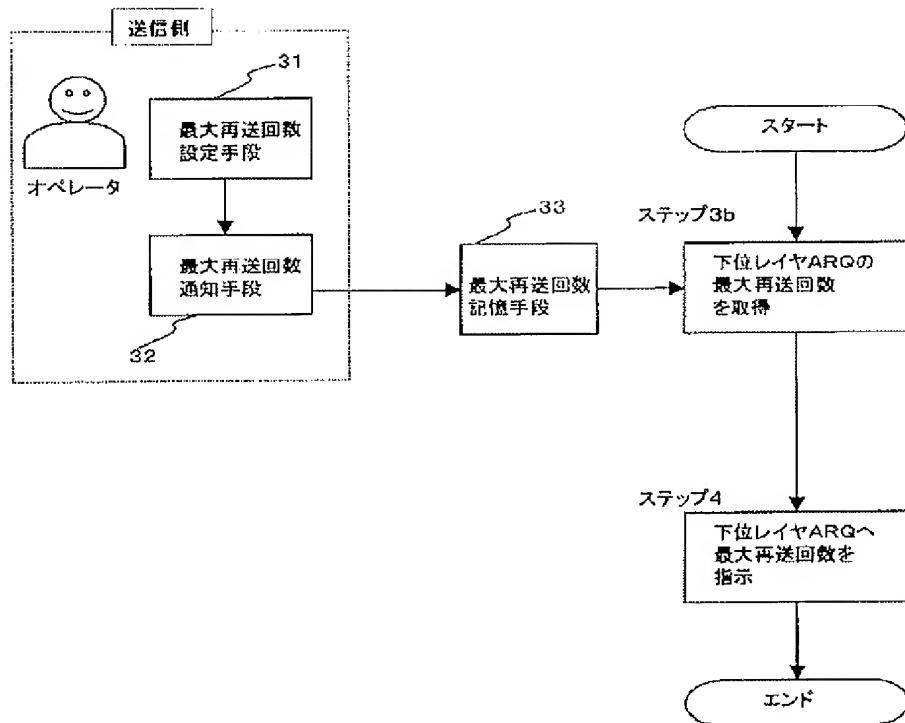 送信側
31
最大再送回数
設定手段
オペレータ
最大再送回数
通知手段
32
33
最大再送回数
記憶手段
スタート
ステップ3b
下位レイヤARQの
最大再送回数
を取得
ステップ4
下位レイヤARQへ
最大再送回数を
指示
エンド